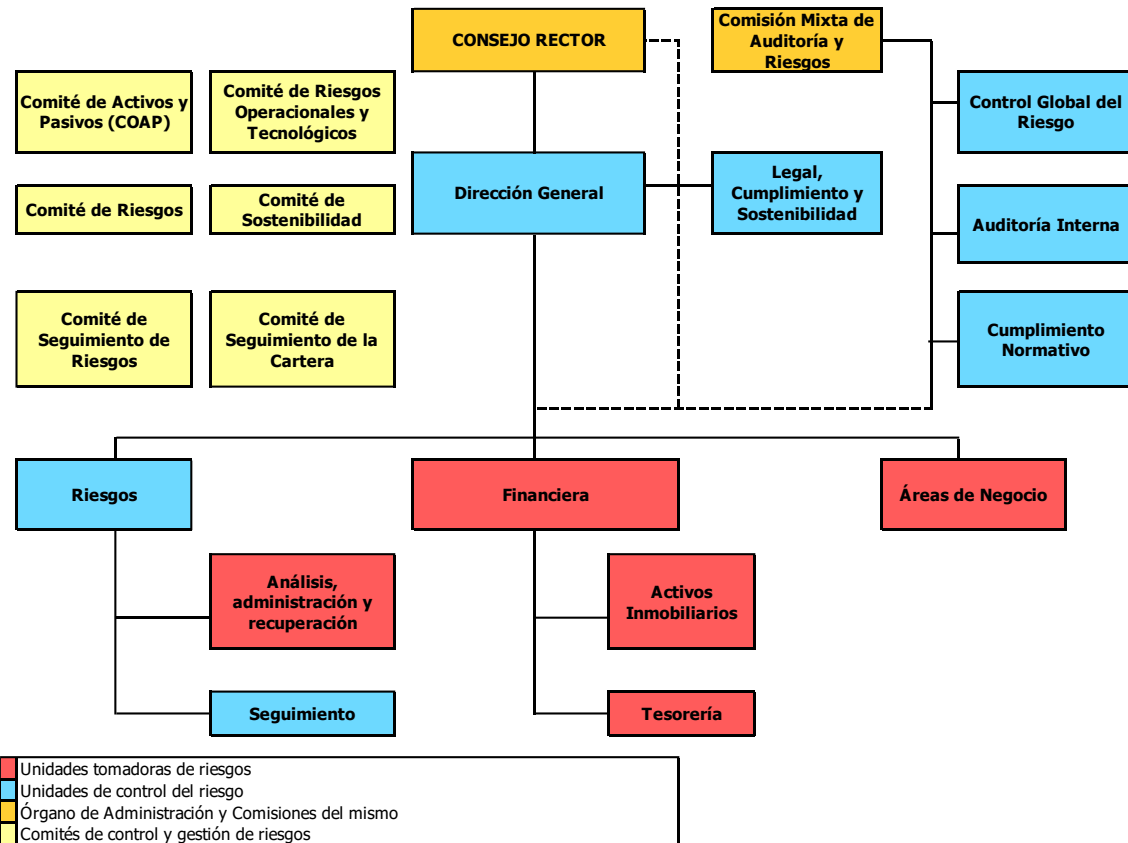 CONSEJO RECTOR
Comisión Mixta de
Auditoría y
Riesgos
Comité de Activos y
Pasivos (COAP)
Comité de Riesgos
Operacionales y
Tecnológicos
Control Global del
Riesgo
Dirección General
Legal,
Cumplimiento y
Sostenibilidad
Comité de Riesgos
Comité de
Sostenibilidad
Auditoría Interna
Comité de
Seguimiento de
Riesgos
Comité de
Seguimiento de la
Cartera
Cumplimiento
Normativo
Riesgos
Financiera
Áreas de Negocio
Análisis,
administración y
recuperación
Activos
Inmobiliarios
Seguimiento
Tesorería
Unidades tomadoras de riesgos
Unidades de control del riesgo
Órgano de Administración y Comisiones del mismo
Comités de control y gestión de riesgos